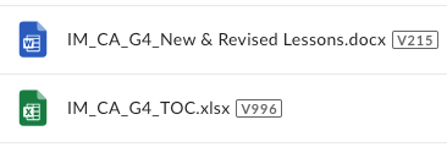 IM_CA_G4_New & Revised Lessons.docx V215
IM_CA_G4_TOC.xlsx V996